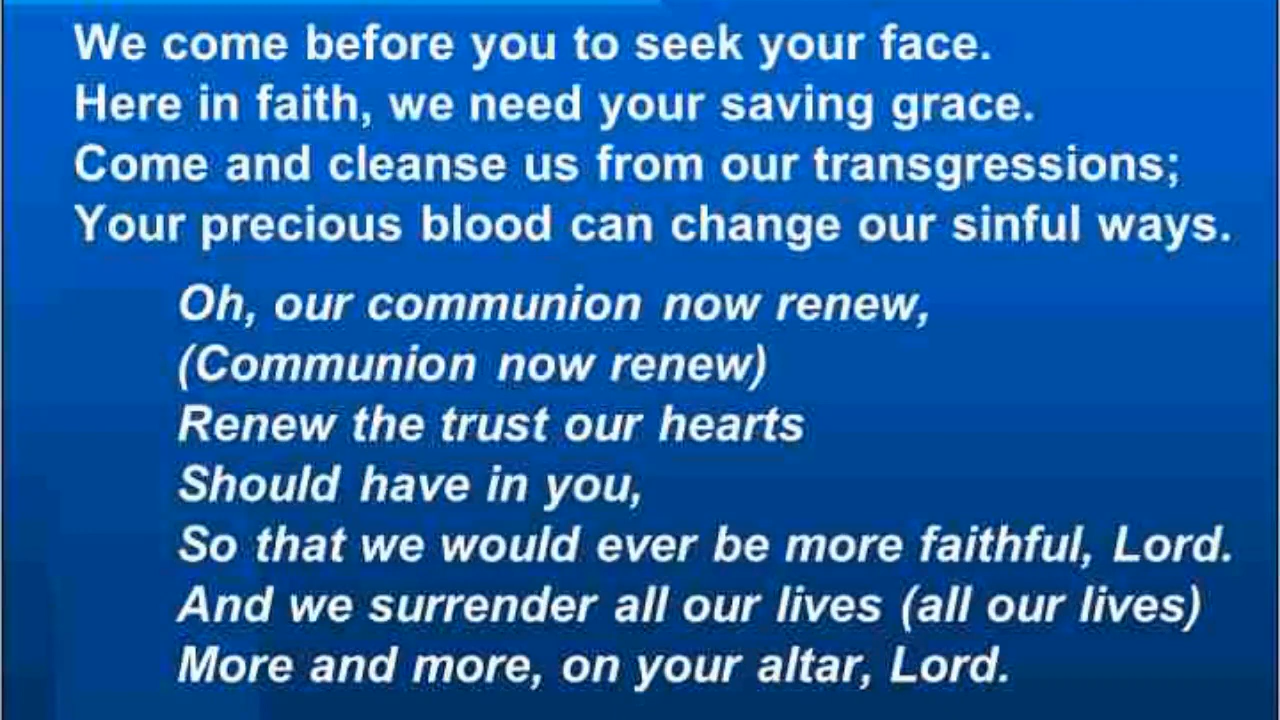 We come before you to seek your face.
Here in faith, we need your saving grace.
Come and cleanse us from our transgressions;
Your precious blood can change our sinful ways.
Oh, our communion now renew,
(Communion now renew)
Renew the trust our hearts
Should have in you,
So that we would ever be more faithful, Lord.
And we surrender all our lives (all our lives)
More and more, on your altar, Lord.